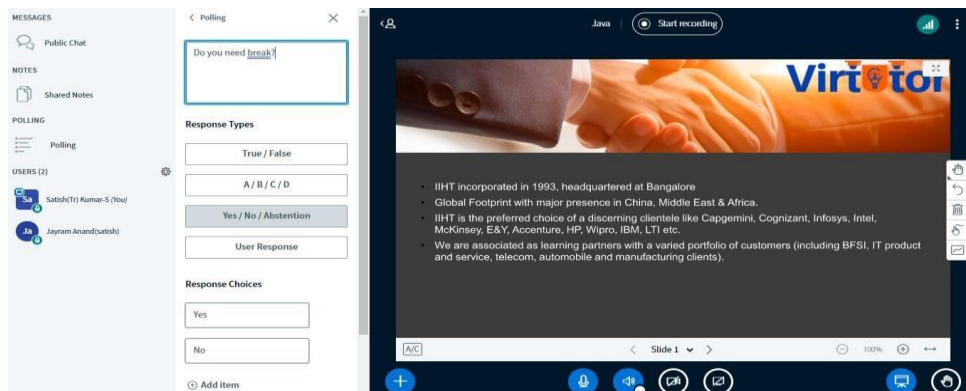 MESSAGES
Public Chat
NOTES
Shared Notes
POLLING
Polling
USERS (2)
Sa
Satish(Tr) Kumar-S (You)
Ja
Jayram Anand(satish)
Polling
Do you need break?
Response Types
True / False
A / B / C / D
Yes / No / Abstention
User Response
Response Choices
Yes
No
Add item
Java
Start recording
Virtutor
IIHT incorporated in 1993, headquartered at Bangalore
Global Footprint with major presence in China, Middle East & Africa.
IIHT is the preferred choice of a discerning clientele like Capgemini, Cognizant, Infosys, Intel,
McKinsey, E&Y, Accenture, HP, Wipro, IBM, LTI etc.
We are associated as learning partners with a varied portfolio of customers (including BFSI, IT product
and service, telecom, automobile and manufacturing clients).
A/C
Slide 1
100%